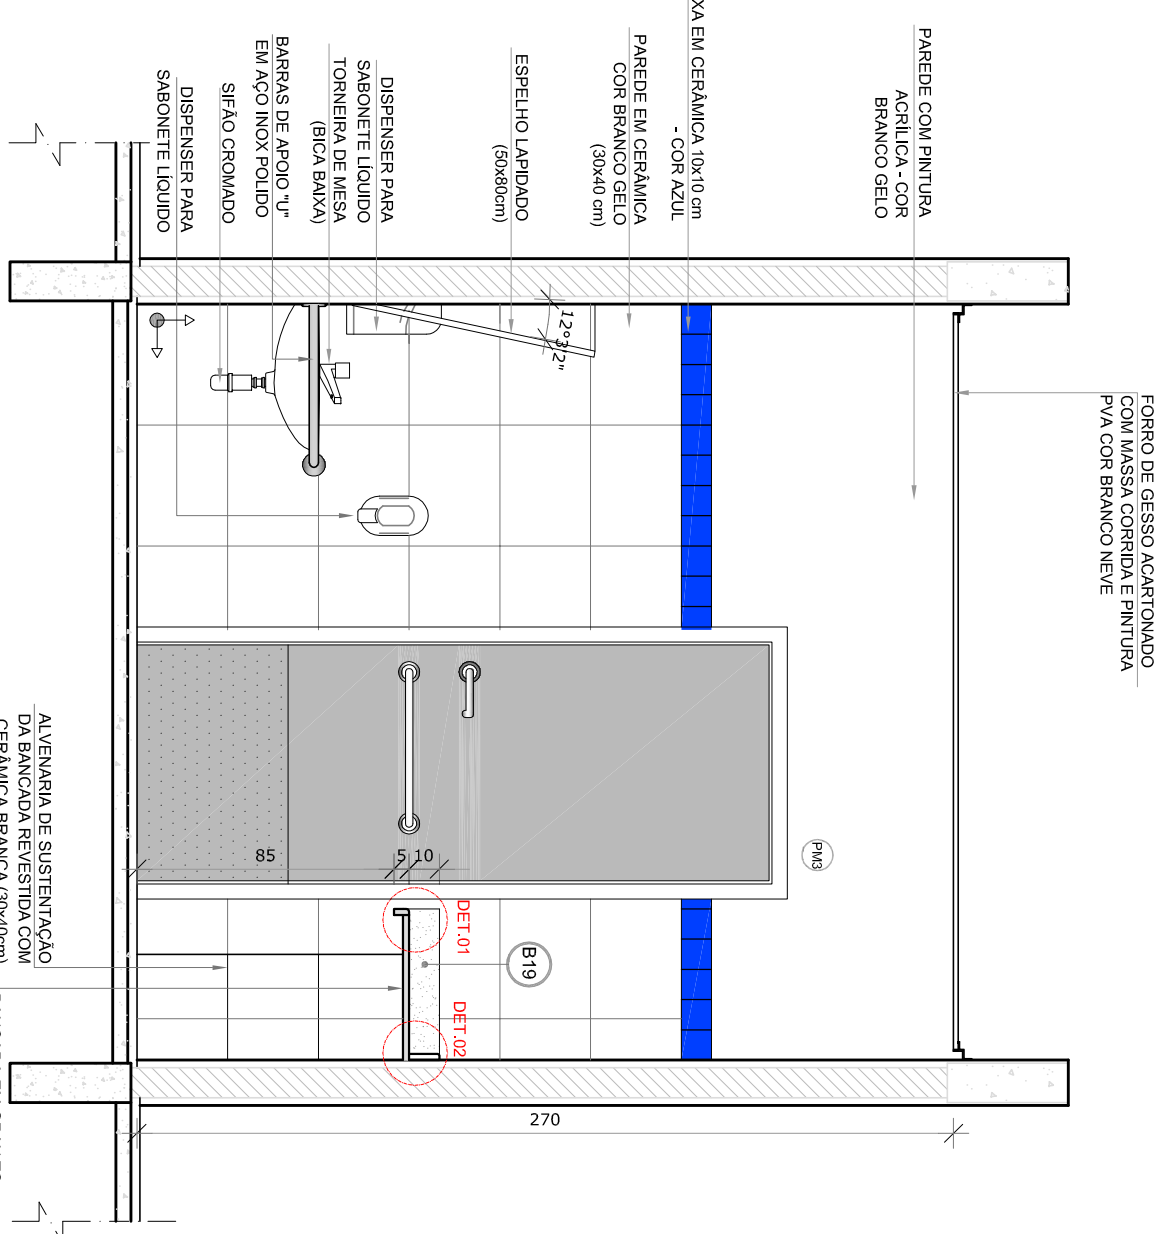 FORRO DE GESSO ACARTONADO
COM MASSA CORRIDA E PINTURA
PVA COR BRANCO NEVE
PAREDE COM PINTURA
ACRÍLICA - COR
BRANCO GELO
XA EM CERÂMICA 10x10 cm
- COR AZUL
PAREDE EM CERÂMICA
COR BRANCO GELO
(30x40 cm)
ESPELHO LAPIDADO
(50x80cm)
DISPENSER PARA
SABONETE LÍQUIDO
TORNEIRA DE MESA
(BICA BAIXA)
BARRAS DE APOIO "U"
EM AÇO INOX POLIDO
SIFÃO CROMADO
DISPENSER PARA
SABONETE LÍQUIDO
12°3'2"
PM3
B19
DET.01
DET.02
85
5
10
270
ALVENARIA DE SUSTENTAÇÃO
DA BANCADA REVESTIDA COM
CERÂMICA BRANCA (30x40cm)